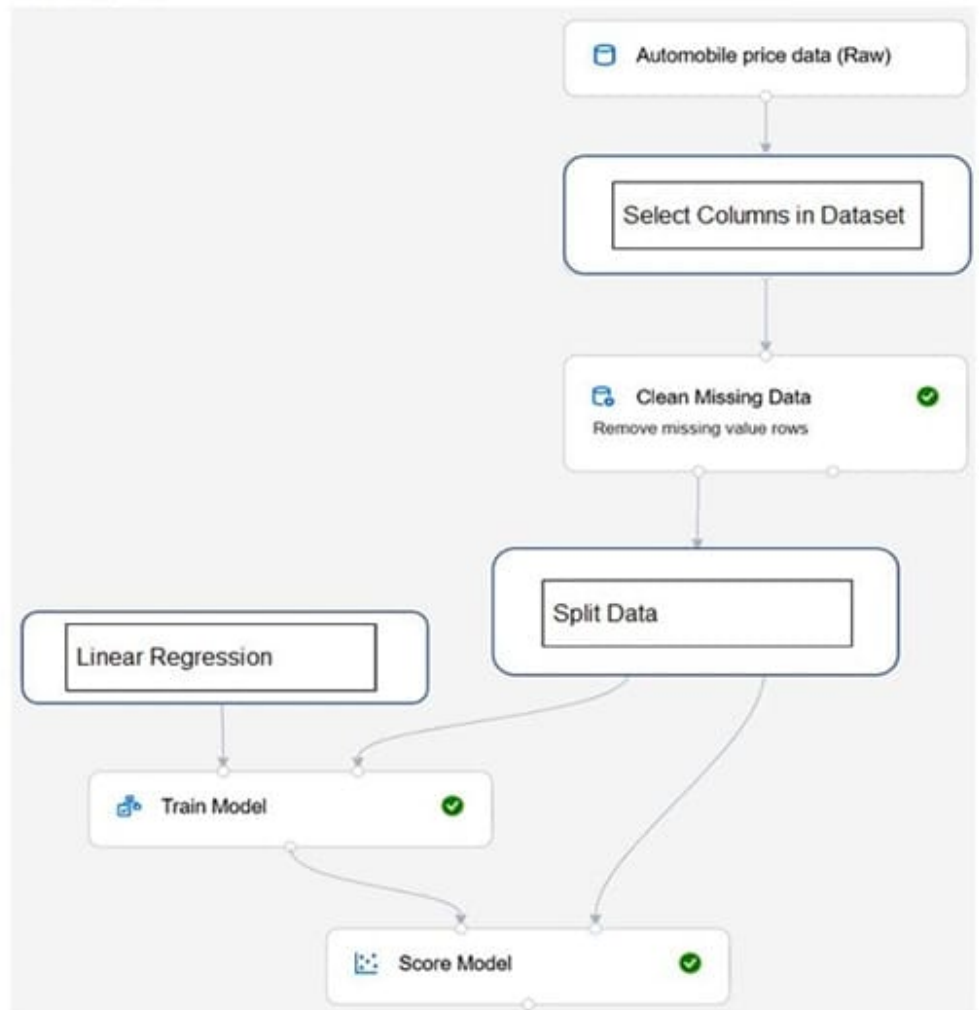 Automobile price data (Raw)
Select Columns in Dataset
Clean Missing Data
Remove missing value rows
Split Data
Linear Regression
Train Model
Score Model